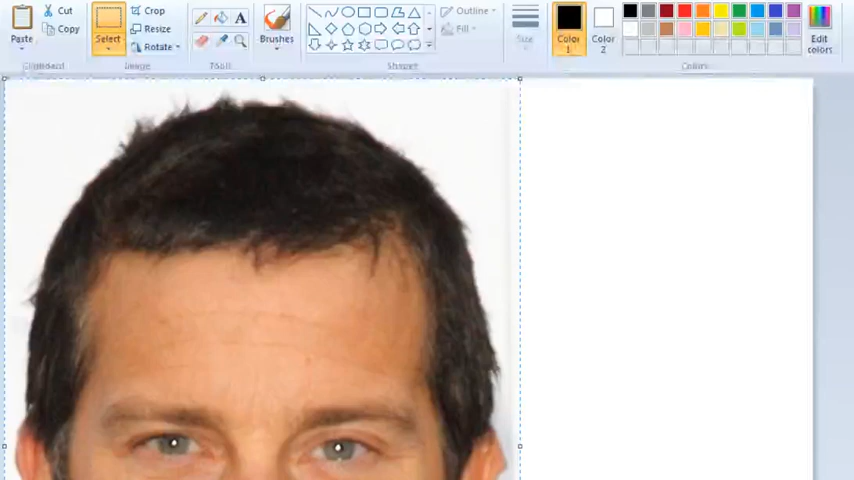 Paste
Cut
Copy
Clipboard
Select
Crop
Resize
Rotate
Image
A
Tools
Brushes
Shapes
Outline
Fill
Size
Color
1
Color
2
Colors
Edit
colors